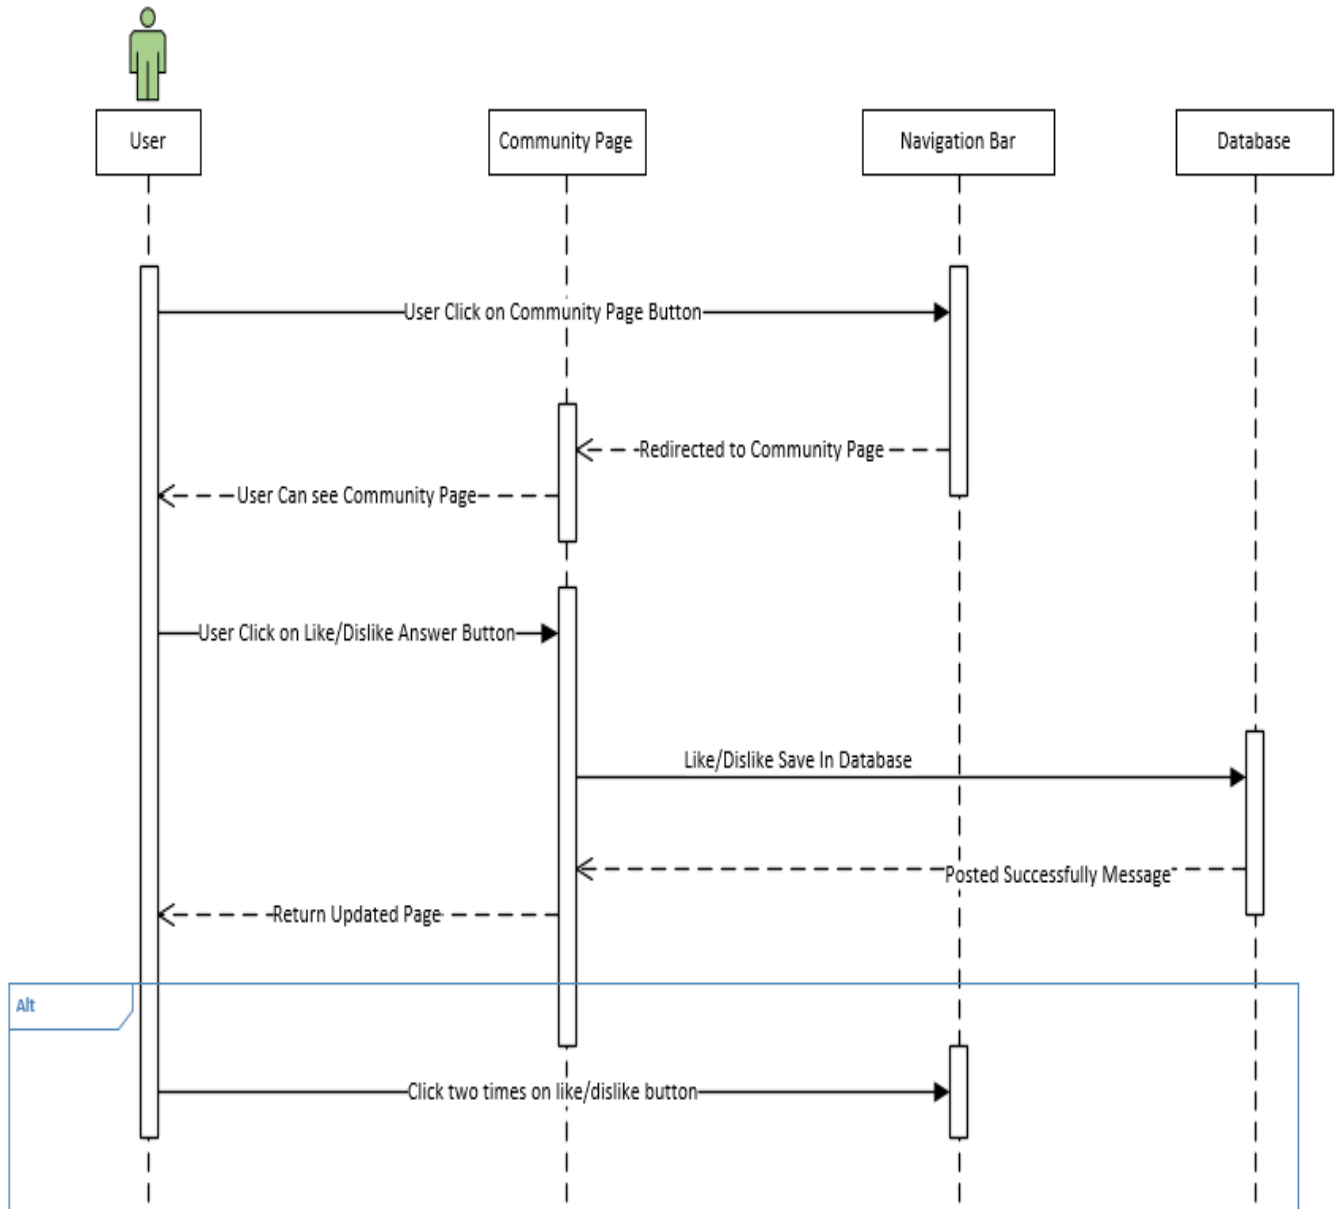 User
Community Page
Navigation Bar
Database
User Click on Community Page Button
Redirected to Community Page
User Can see Community Page
User Click on Like/Dislike Answer Button
Like/Dislike Save In Database
Posted Successfully Message
Return Updated Page
Alt
Click two times on like/dislike button